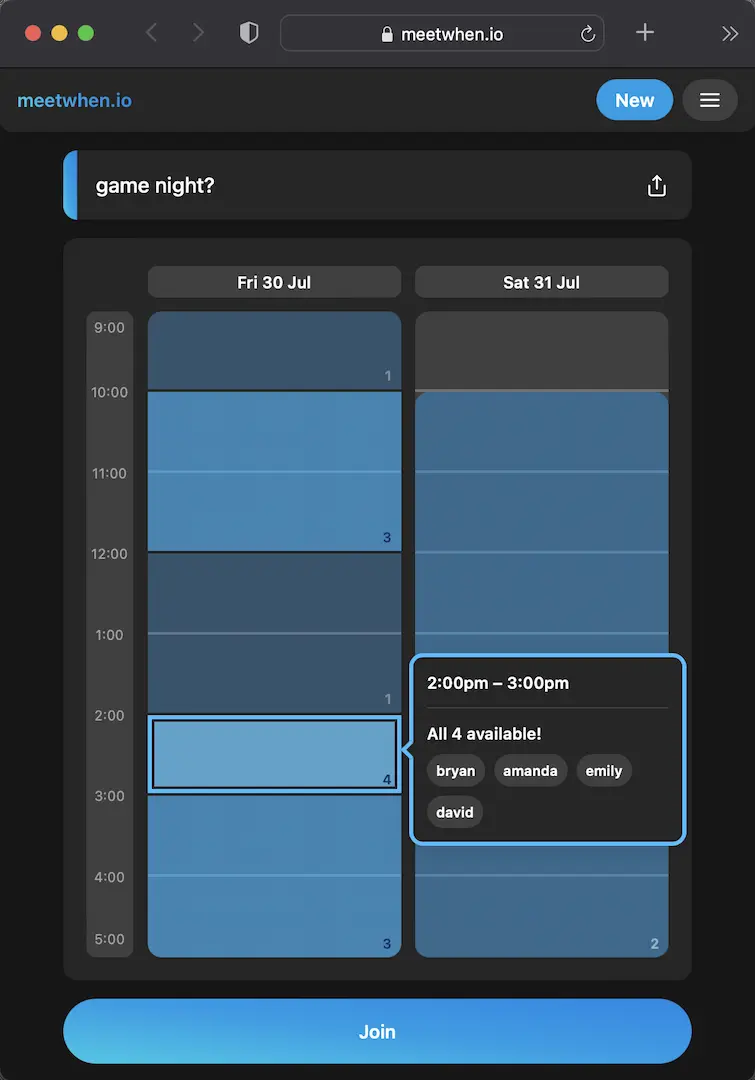 meetwhen.io
meetwhen.io
New
game night?
Fri 30 Jul
Sat 31 Jul
9:00
1
10:00
11:00
3
12:00
1:00
1
2:00
2:00pm – 3:00pm
All 4 available!
bryan amanda emily
4
3:00
david
4:00
5:00
3
2
Join